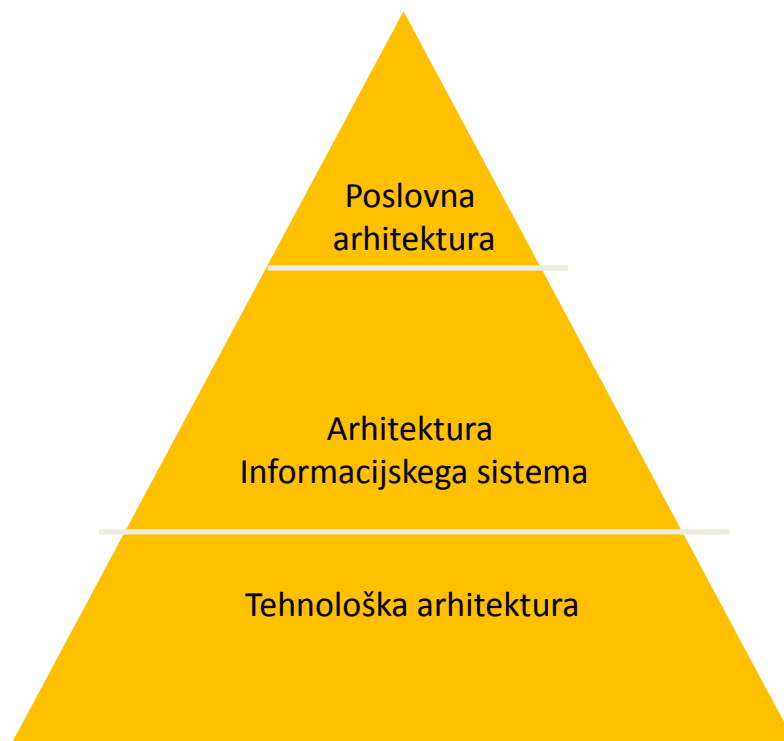 Poslovna
arhitektura
Arhitektura
Informacijskega sistema
Tehnološka arhitektura